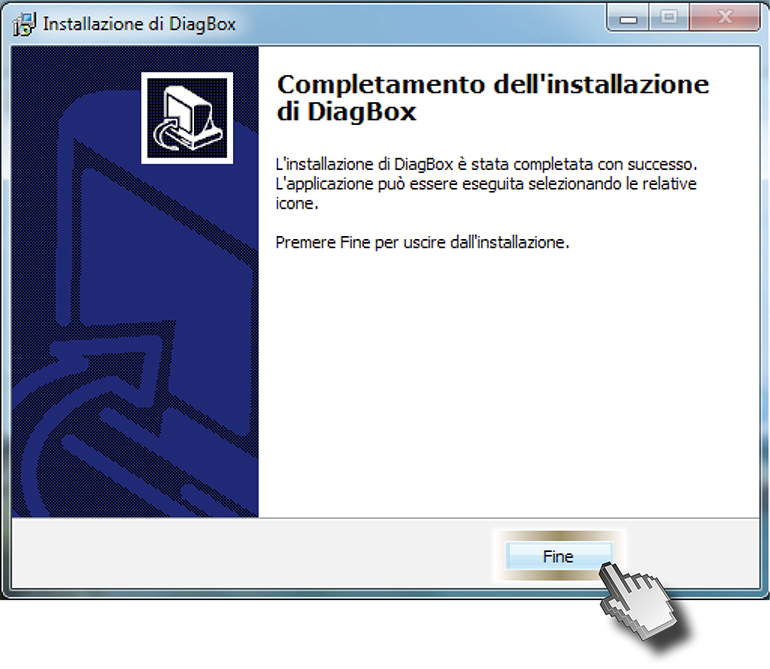 Installazione di DiagBox
Completamento dell'installazione
di DiagBox
L'installazione di DiagBox è stata completata con successo.
L'applicazione può essere eseguita selezionando le relative
icone.
Premere Fine per uscire dall'installazione.
Fine